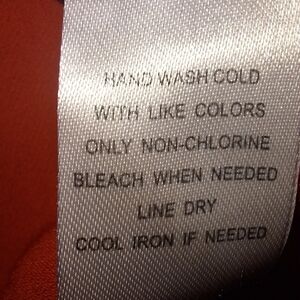 HAND WASH COLD
WITH LIKE COLORS
ONLY NON-CHLORINE
BLEACH WHEN NEEDED
LINE DRY
COOL IRON IF NEEDED